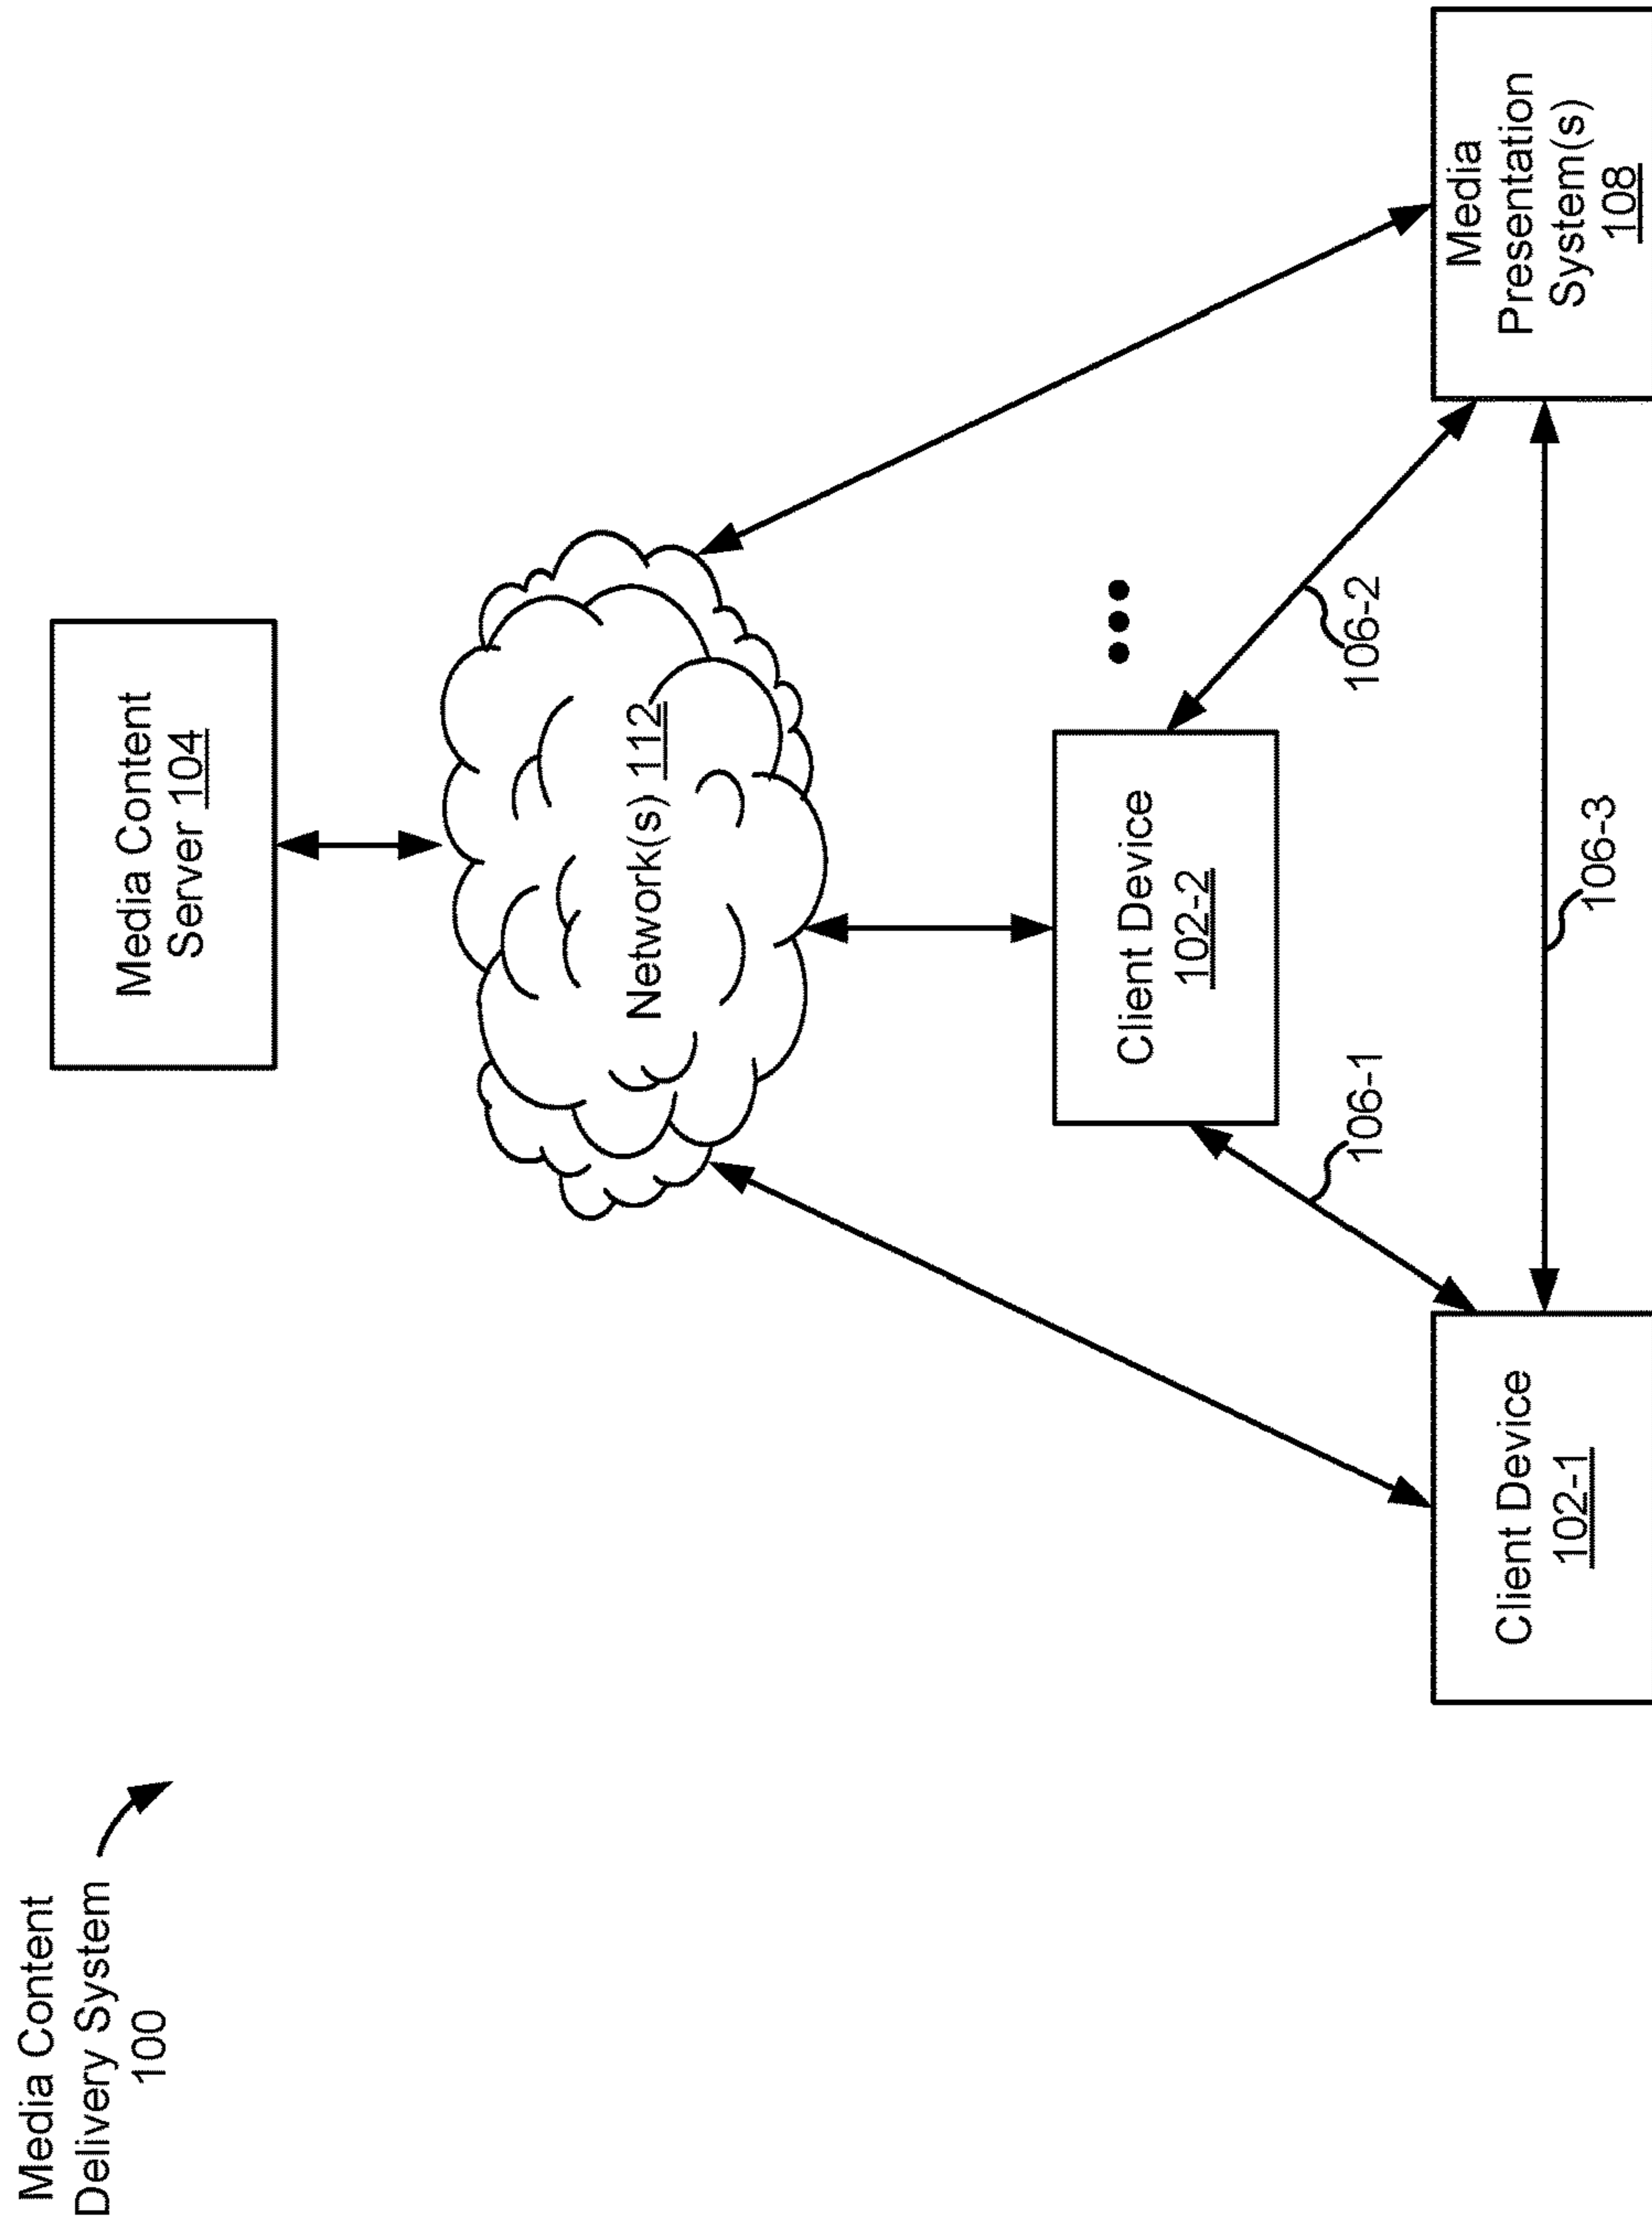 Media Content
Delivery System
100
Media Content
Server 104
Network(s) 112
Client Device
102-2
106-1
106-2
Client Device
102-1
106-3
Media
Presentation
System(s)
108